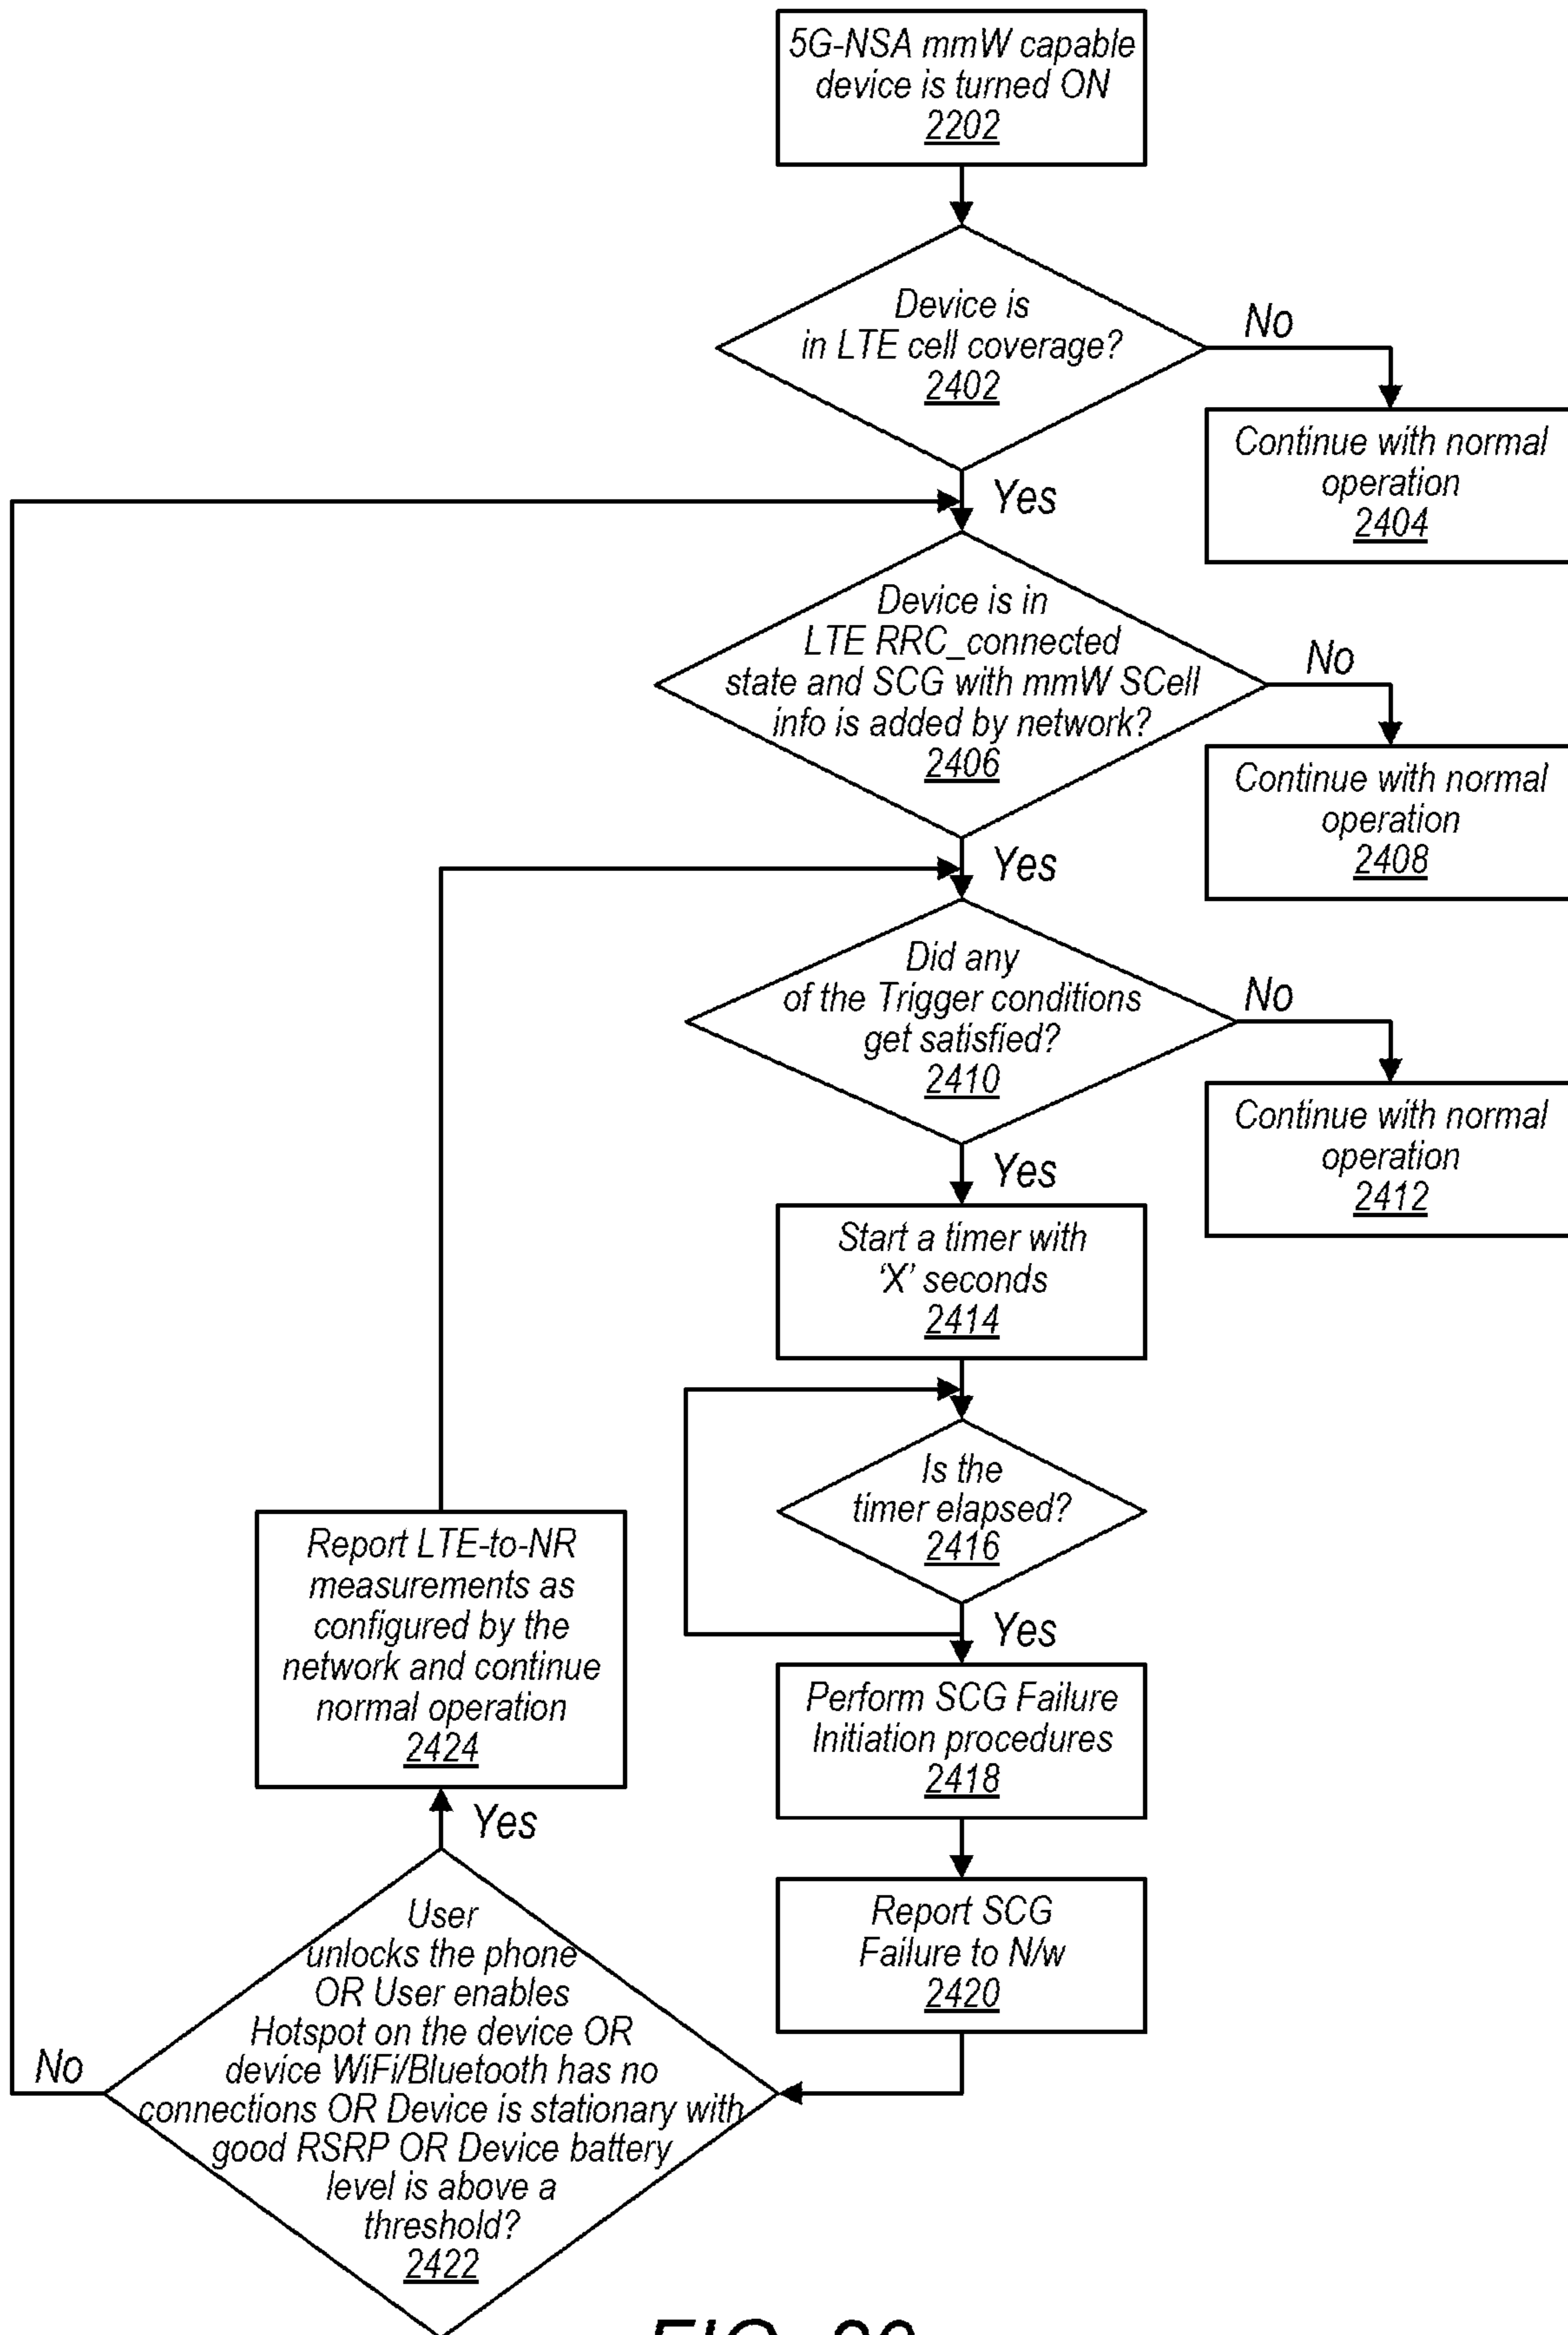 5G-NSA mmW capable
device is turned ON
2202
Device is
in LTE cell coverage?
2402
No
Continue with normal
operation
2404
Yes
Device is in
LTE RRC_connected
state and SCG with mmW SCell
info is added by network?
2406
No
Continue with normal
operation
2408
Yes
Did any
of the Trigger conditions
get satisfied?
2410
No
Continue with normal
operation
2412
Yes
Start a timer with
‘X’ seconds
2414
Is the
timer elapsed?
2416
Yes
Perform SCG Failure
Initiation procedures
2418
Report SCG
Failure to N/w
2420
User
unlocks the phone
OR User enables
Hotspot on the device OR
device WiFi/Bluetooth has no
connections OR Device is stationary with
good RSRP OR Device battery
level is above a
threshold?
2422
No
Yes
Report LTE-to-NR
measurements as
configured by the
network and continue
normal operation
2424
FIG.